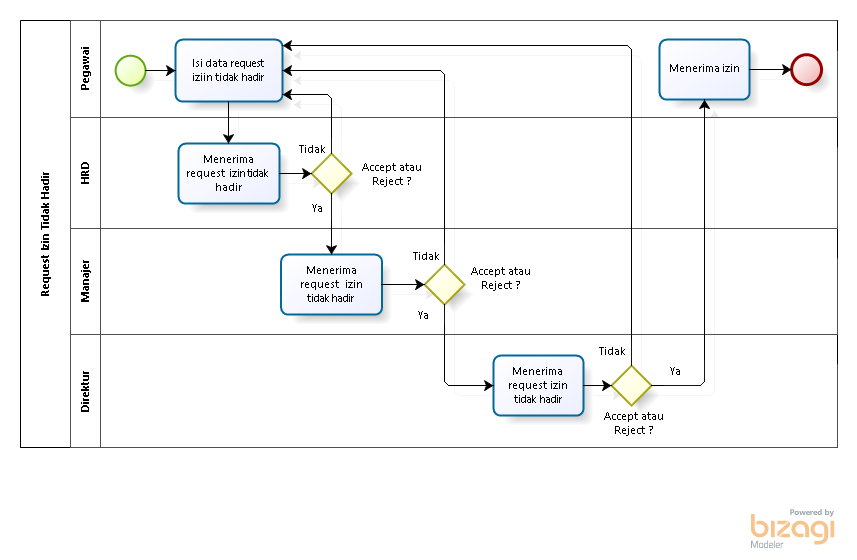 Request Izin Tidak Hadir
Pegawai
Isi data request
iziin tidak hadir
Menerima izin
HRD
Menerima
request izintidak
hadir
Tidak
Accept atau
Reject ?
Ya
Manajer
Menerima
request izin
tidak hadir
Tidak
Accept atau
Reject ?
Ya
Direktur
Menerima
request izin
tidak hadir
Tidak
Ya
Accept atau
Reject ?
Powered by
bizagi
Modeler